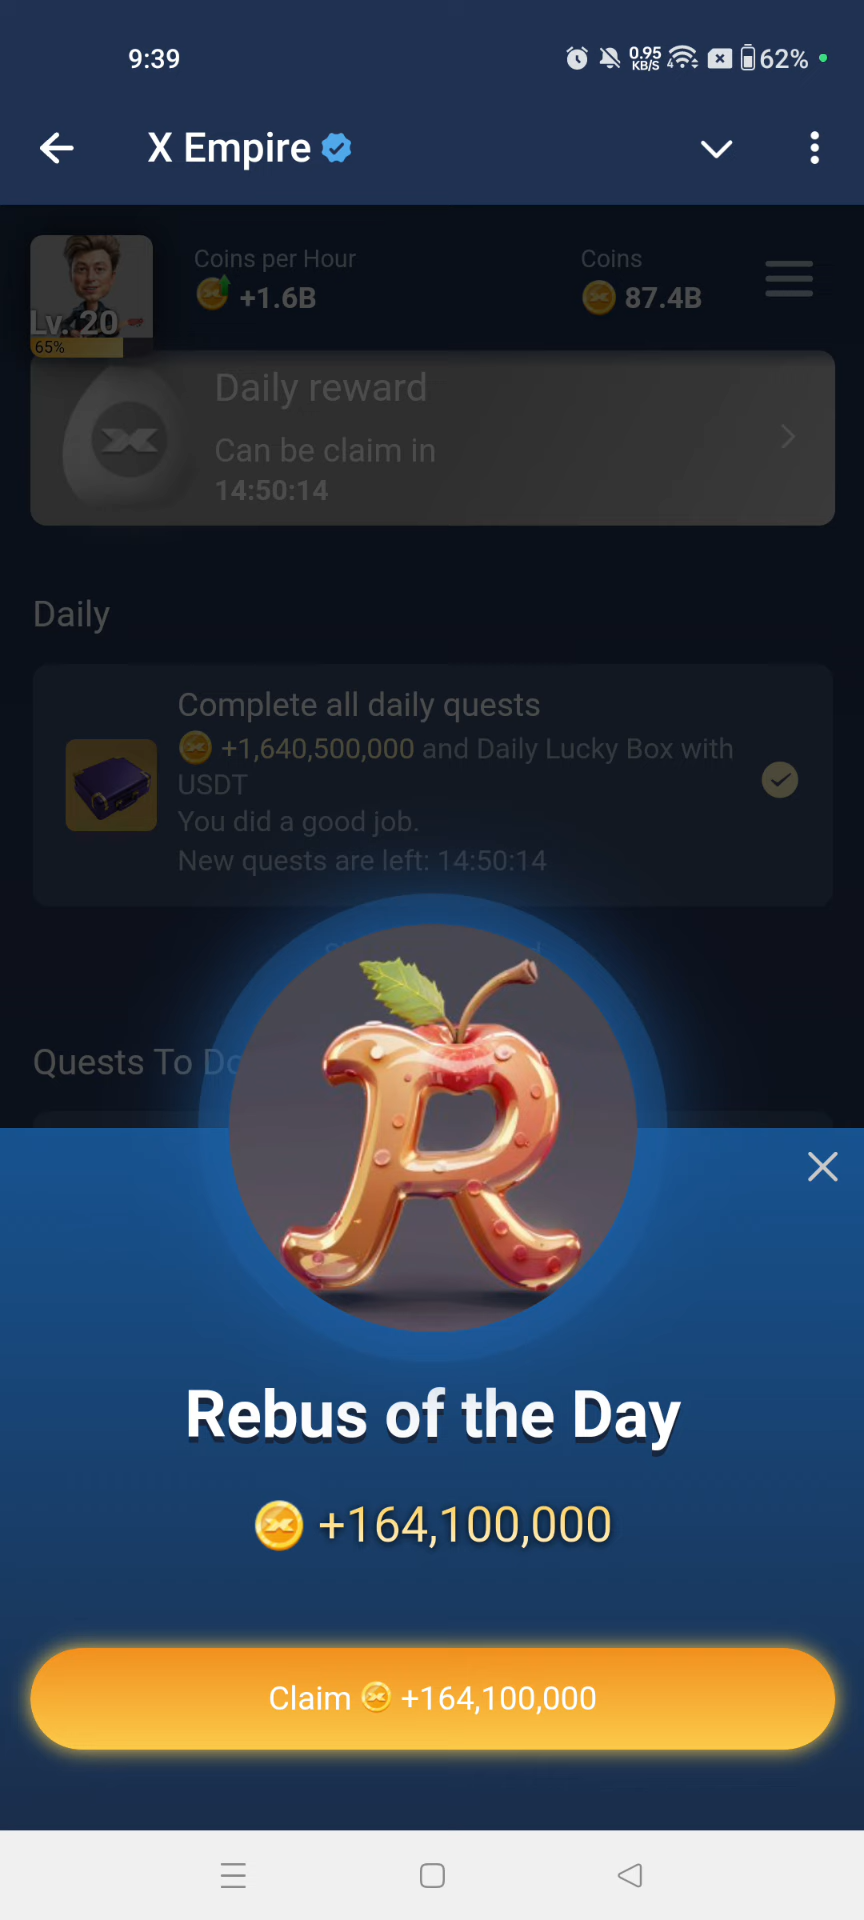 9:39
0.95
KB/S
4
62%
X Empire
Coins per Hour
+1.6B
Coins
87.4B
Lv. 20
65%
Daily reward
Can be claim in
14:50:14
Daily
Complete all daily quests
+1,640,500,000 and Daily Lucky Box with
USDT
You did a good job.
New quests are left: 14:50:14
Quests To Do
R
Rebus of the Day
+164,100,000
Claim +164,100,000